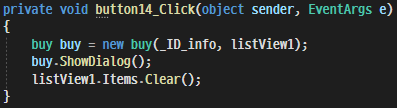 private void button14_Click(object sender, EventArgs e)
{
    buy buy = new buy(_ID_info, listView1);
    buy.ShowDialog();
    listView1.Items.Clear();
}